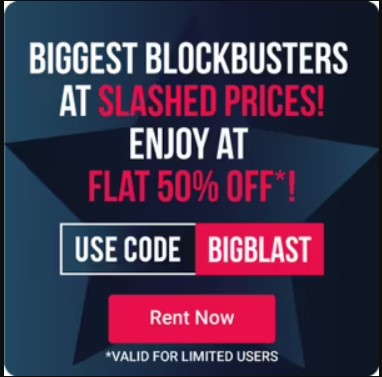 BIGGEST BLOCKBUSTERS
AT SLASHED PRICES!
ENJOY AT
FLAT 50% OFF*!
USE CODE BIGBLAST
Rent Now
*VALID FOR LIMITED USERS